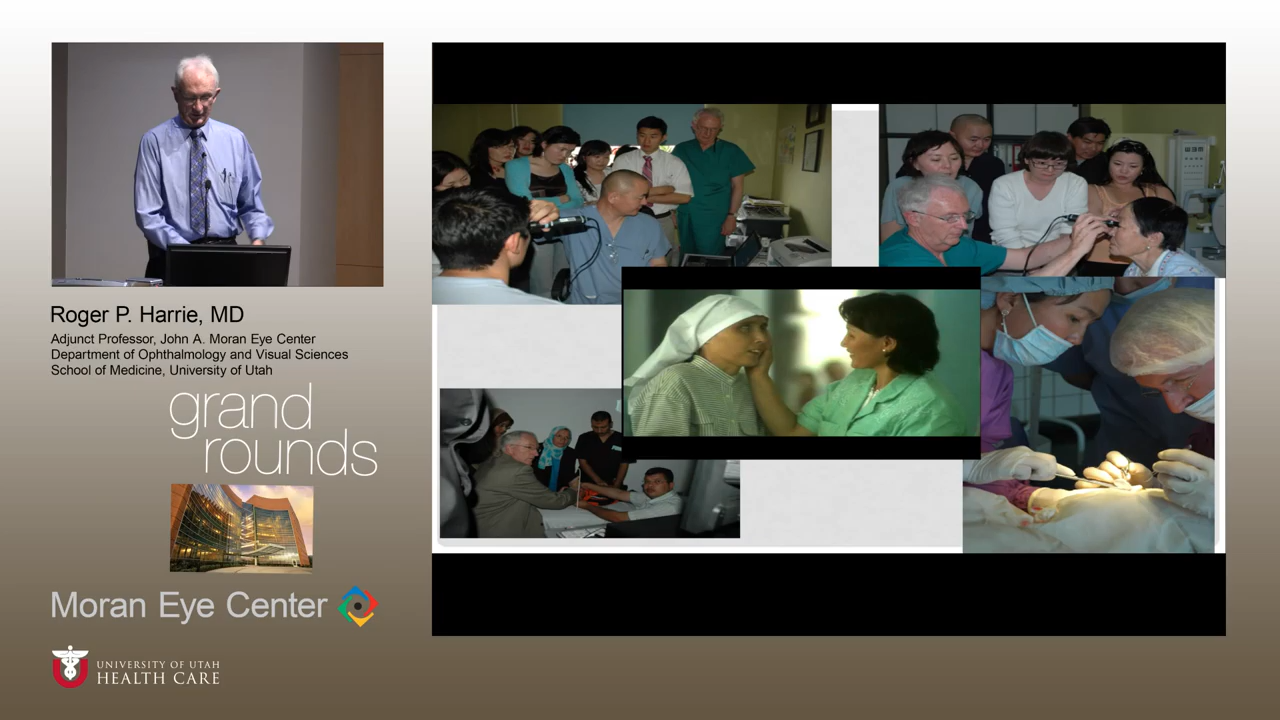 Roger P. Harrie, MD
Adjunct Professor, John A. Moran Eye Center
Department of Ophthalmology and Visual Sciences
School of Medicine, University of Utah
grand
rounds
Moran Eye Center
UNIVERSITY OF UTAH
HEALTH CARE